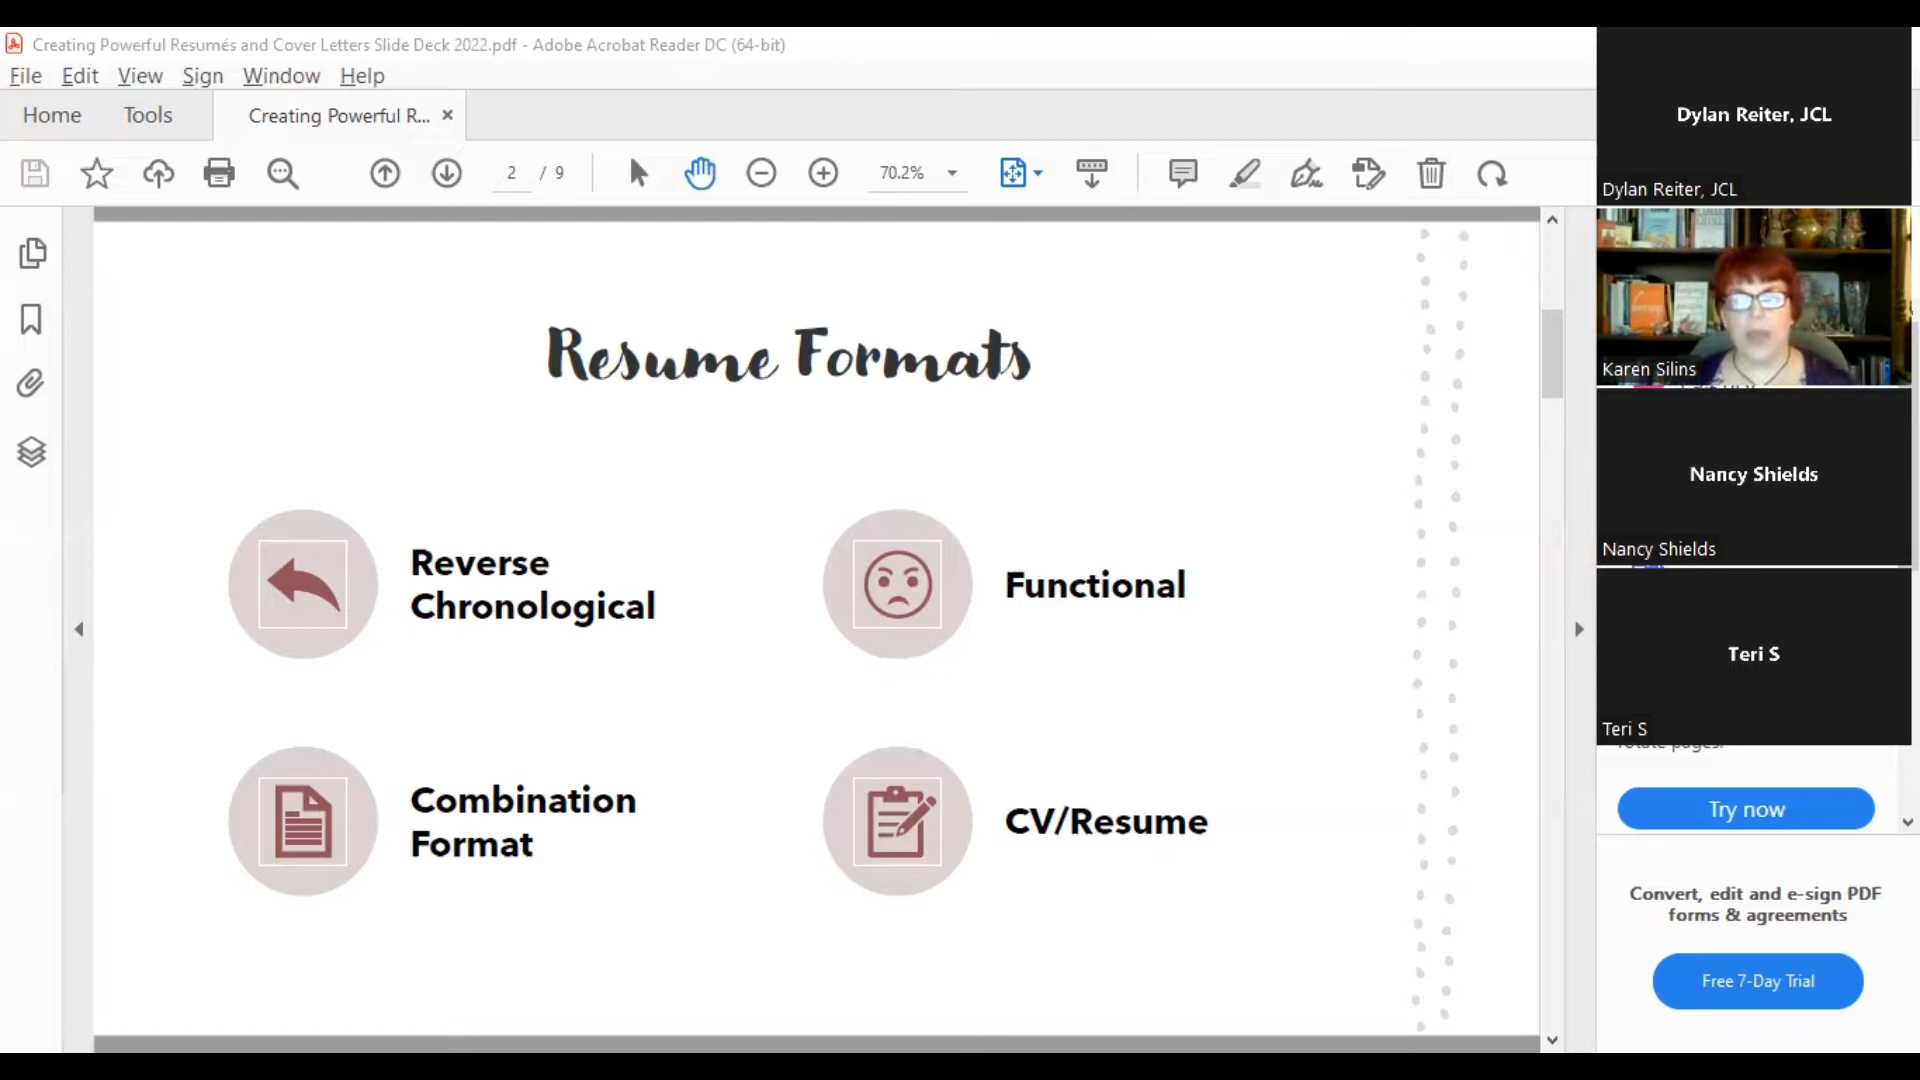 Creating Powerful Resumés and Cover Letters Slide Deck 2022.pdf - Adobe Acrobat Reader DC (64-bit)
File Edit View Sign Window Help
Home Tools Creating Powerful R... ×
2 / 9 70.2%
Resume Formats
Reverse
Chronological
Functional
Combination
Format
CV/Resume
Dylan Reiter, JCL
Dylan Reiter, JCL
Karen Silins
Nancy Shields
Nancy Shields
Teri S
Teri S
rotate pages.
Try now
Convert, edit and e-sign PDF
forms & agreements
Free 7-Day Trial